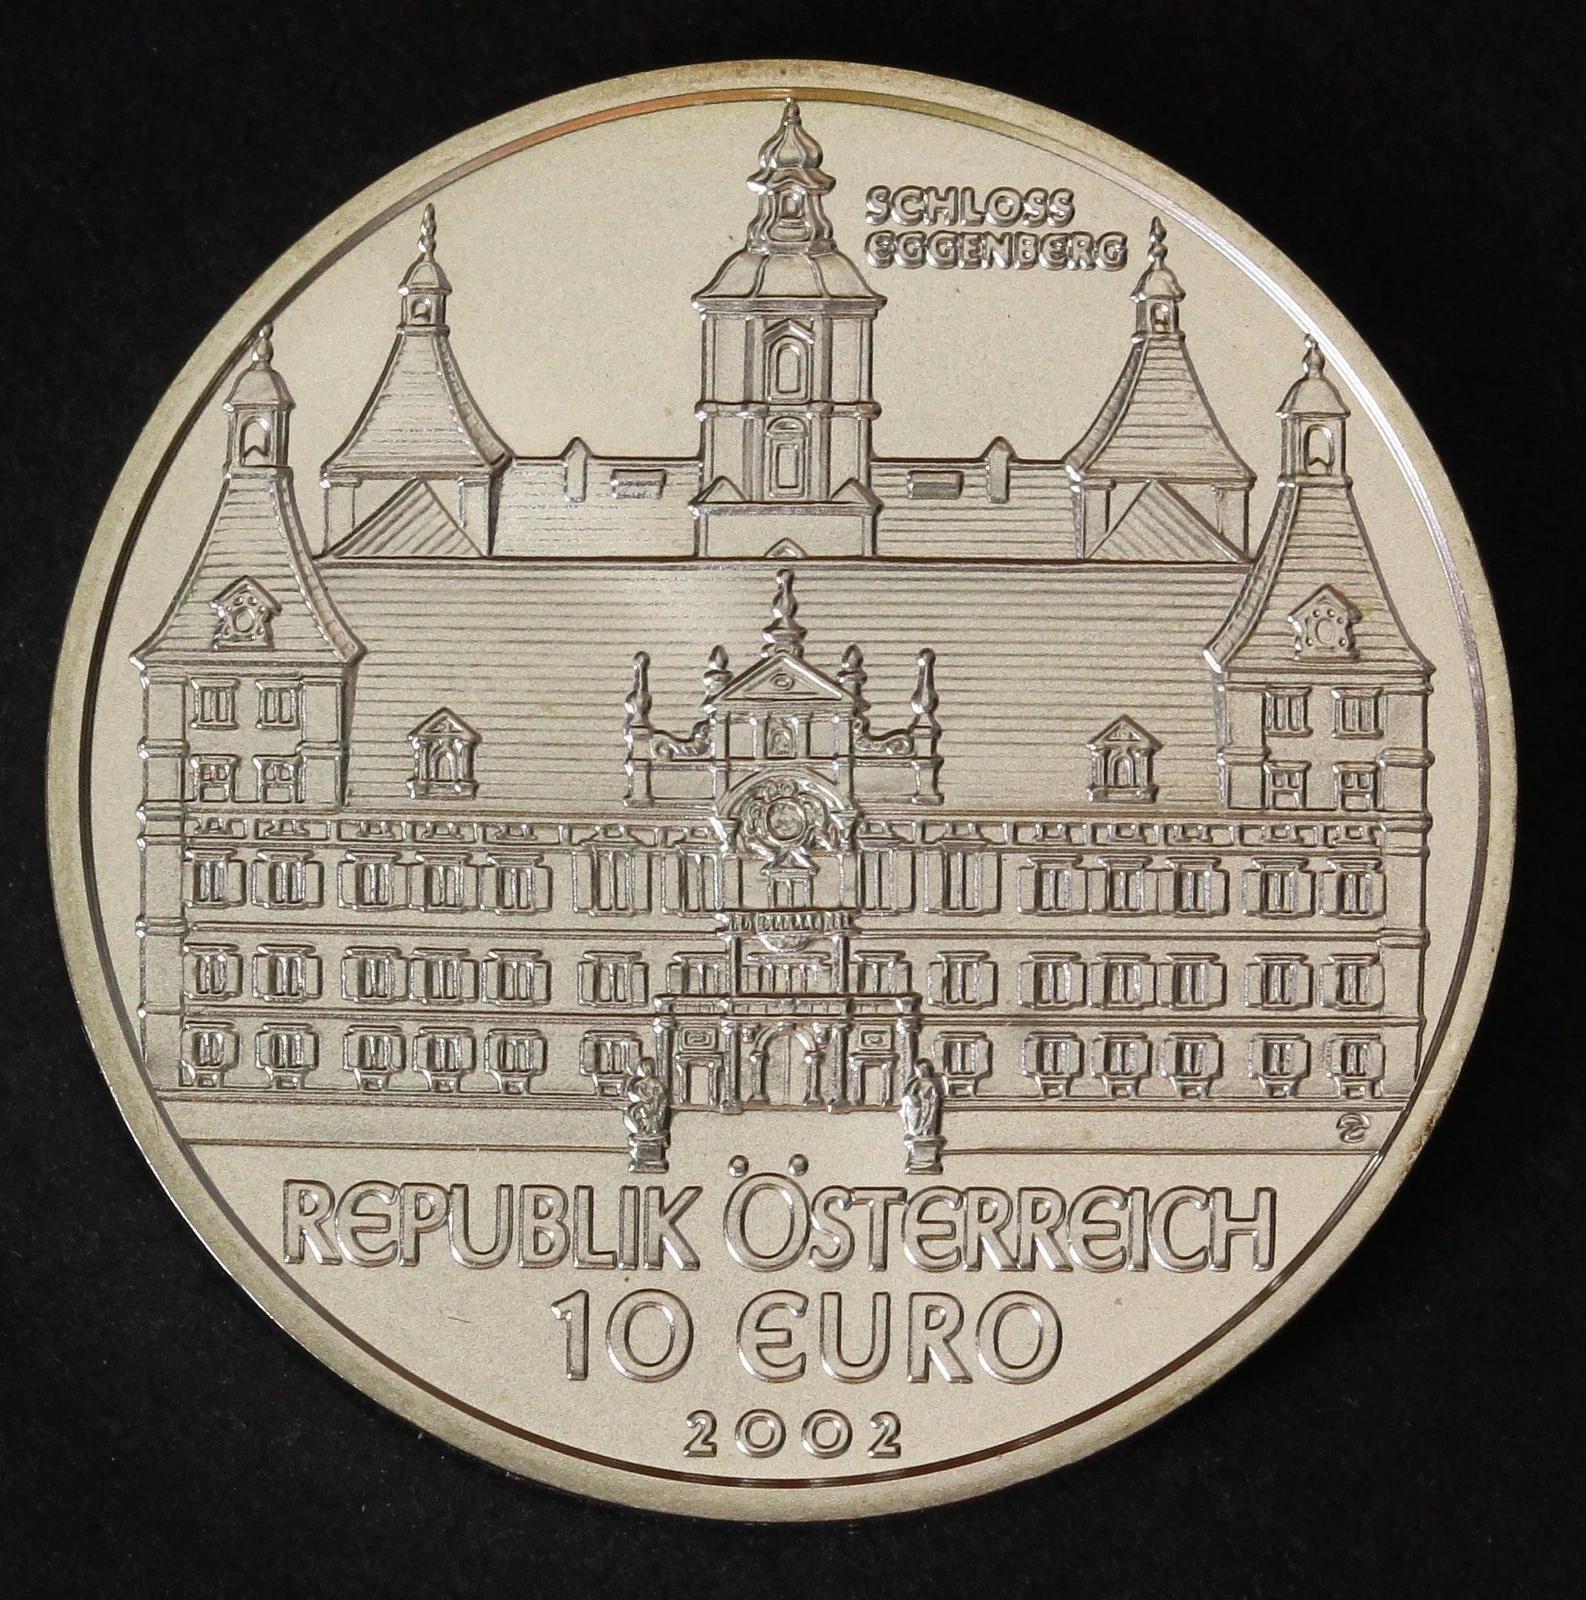 SCHLOSS
EGGENBERG
REPUBLIK ÖSTERREICH
10 EURO
2002